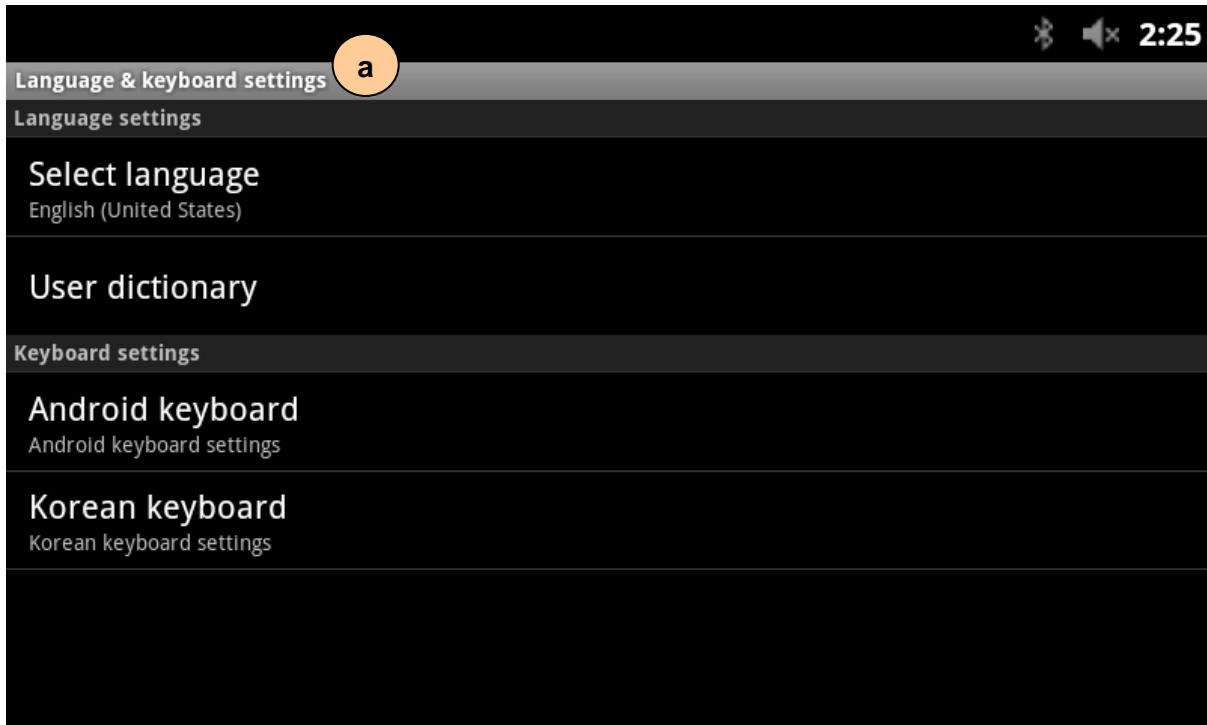 2:25
Language & keyboard settings
a
Language settings
Select language
English (United States)
User dictionary
Keyboard settings
Android keyboard
Android keyboard settings
Korean keyboard
Korean keyboard settings